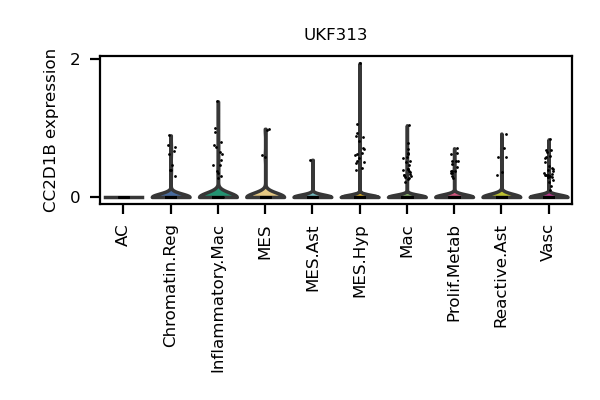 UKF313
CC2D1B expression
2
0
AC
Chromatin.Reg
Inflammatory.Mac
MES
MES.Ast
MES.Hyp
Mac
Prolif.Metab
Reactive.Ast
Vasc